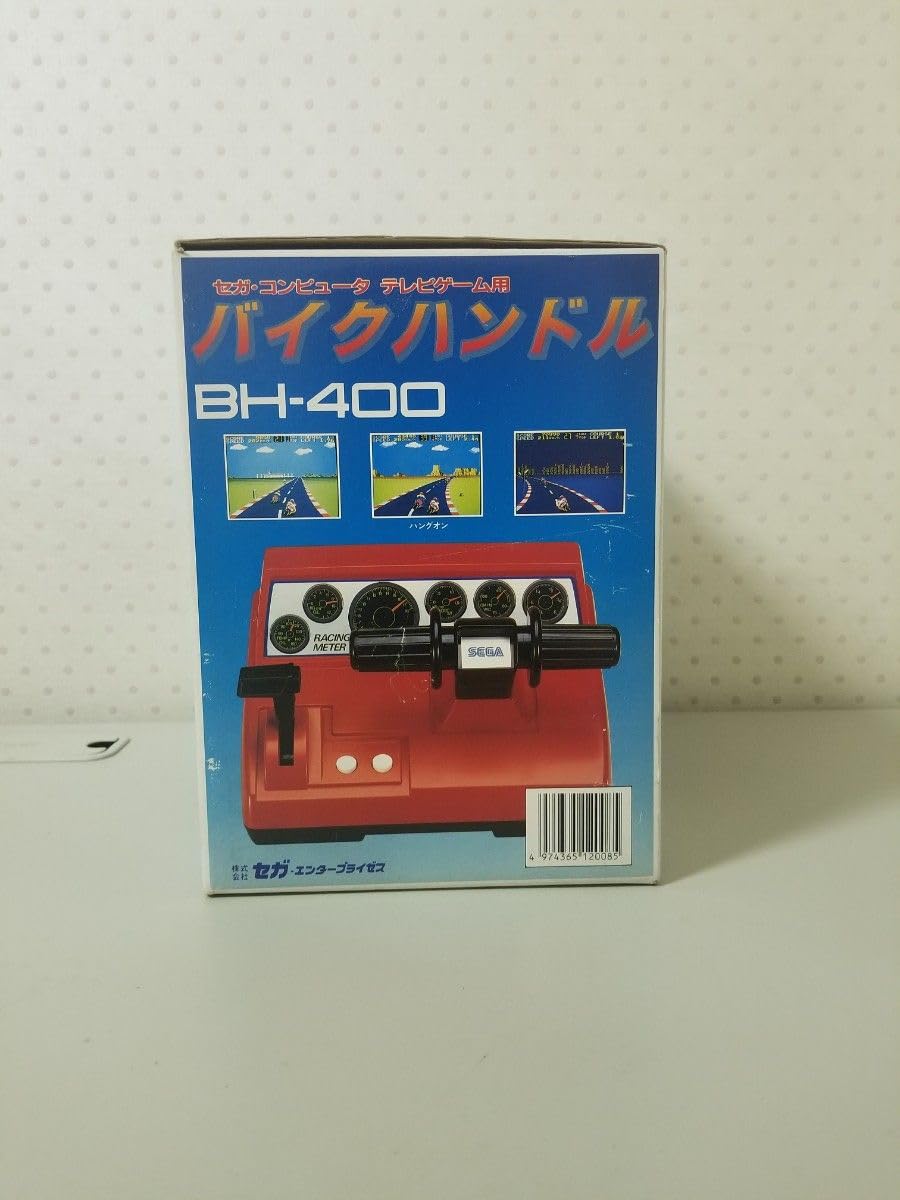 セガ・コンピュータ テレビゲーム用
バイクハンドル
BH-400
ハングオン
RACING
METER
SEGA
株式会社 セガ・エンタープライゼス
4 974365 120085